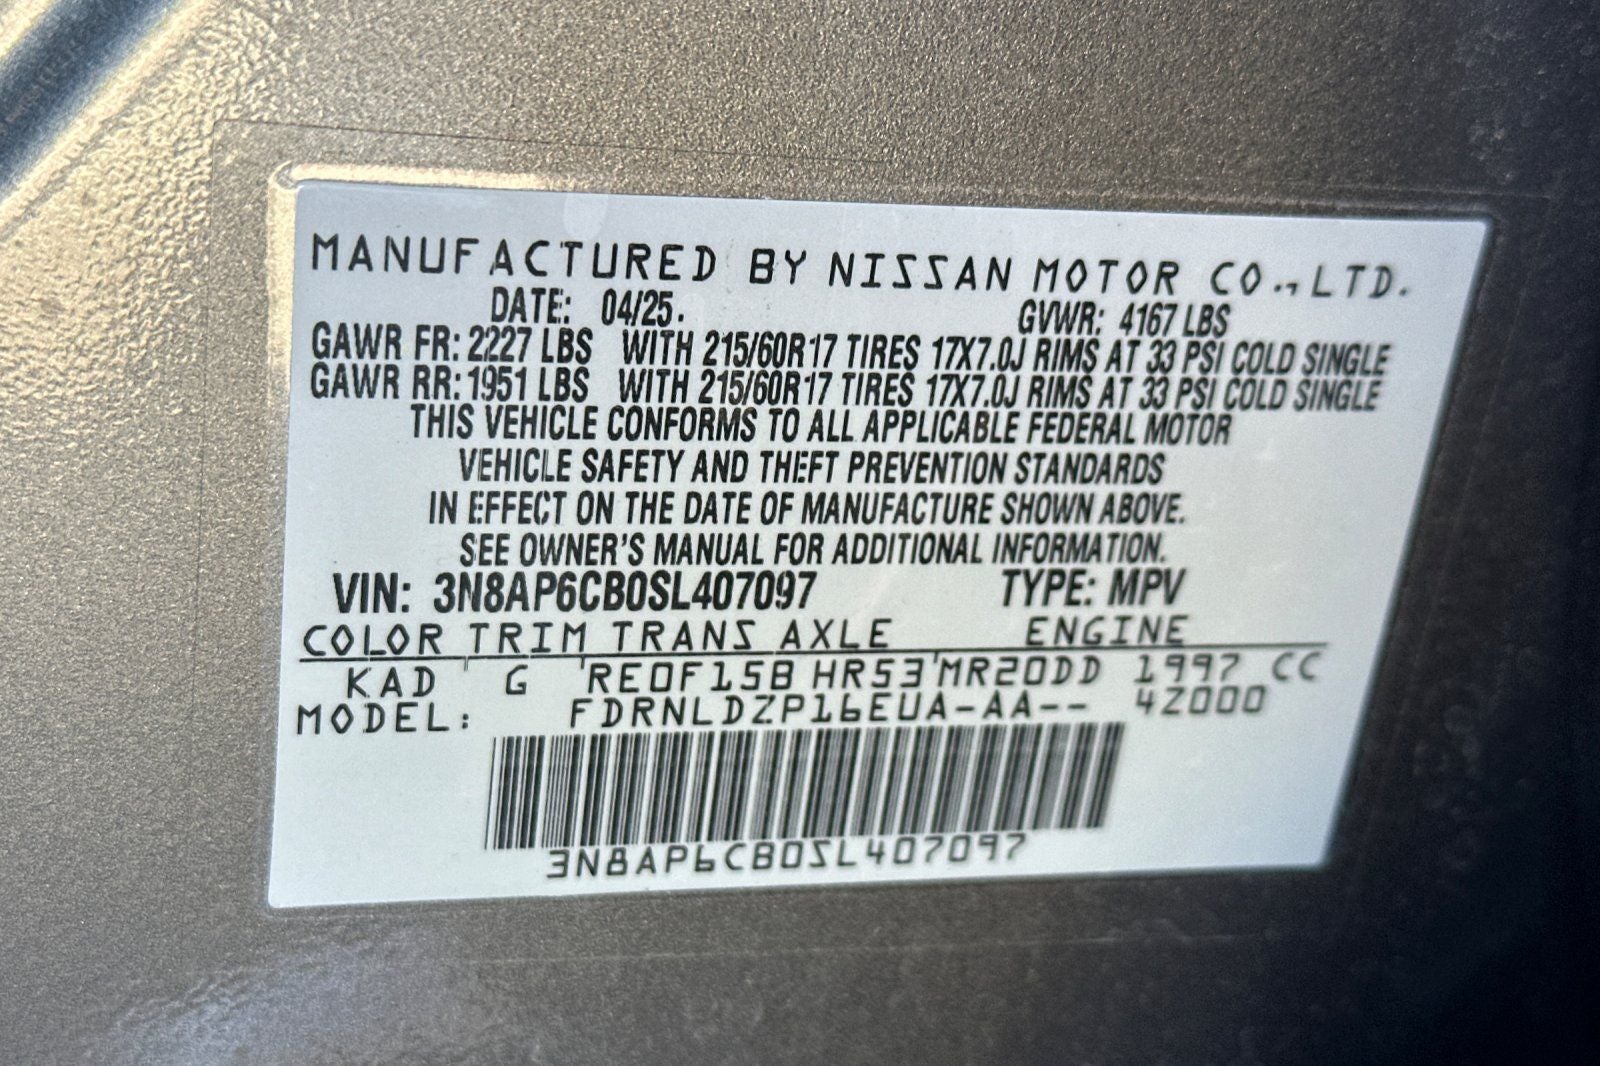 MANUFACTURED BY NISSAN MOTOR CO., LTD.
DATE: 04/25. GVWR: 4167 LBS
GAWR FR: 2227 LBS WITH 215/60R17 TIRES 17X7.0J RIMS AT 33 PSI COLD SINGLE
GAWR RR: 1951 LBS WITH 215/60R17 TIRES 17X7.0J RIMS AT 33 PSI COLD SINGLE
THIS VEHICLE CONFORMS TO ALL APPLICABLE FEDERAL MOTOR
VEHICLE SAFETY AND THEFT PREVENTION STANDARDS
IN EFFECT ON THE DATE OF MANUFACTURE SHOWN ABOVE.
SEE OWNER'S MANUAL FOR ADDITIONAL INFORMATION.
VIN: 3N8AP6CB0SL407097 TYPE: MPV
COLOR TRIM TRANS AXLE ENGINE
KAD G RE0F15B HR53 MR20DD 1997 CC
MODEL: FDRNLDZP16EUA-AA-- 42000
3N8AP6CB0SL407097